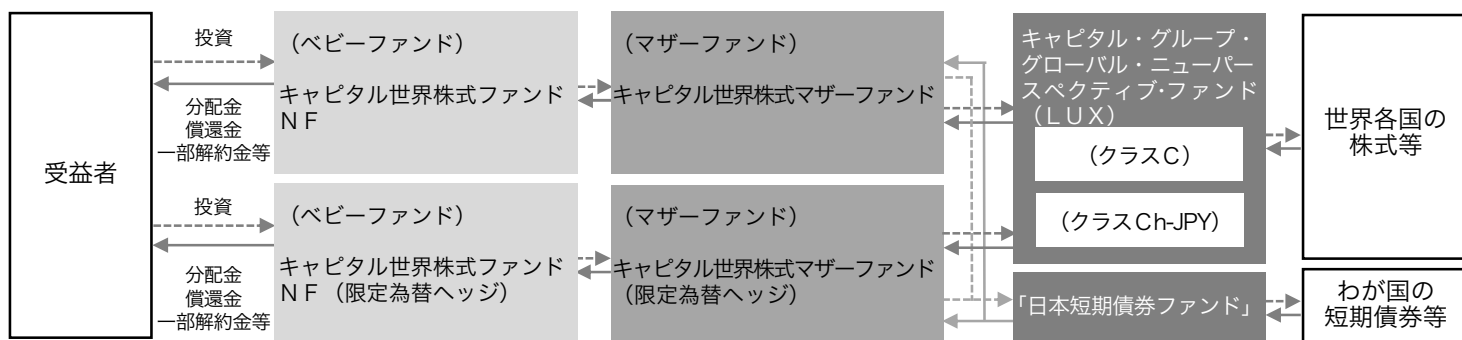 受益者
投資
分配金
償還金
一部解約金等
(ベビーファンド)
キャピタル世界株式ファンド
NF
(マザーファンド)
キャピタル世界株式マザーファンド
投資
分配金
償還金
一部解約金等
(ベビーファンド)
キャピタル世界株式ファンド
NF(限定為替ヘッジ)
(マザーファンド)
キャピタル世界株式マザーファンド
(限定為替ヘッジ)
キャピタル・グループ・
グローバル・ニューパー
スペクティブ・ファンド
(LUX)
(クラスC)
(クラスCh-JPY)
「日本短期債券ファンド」
世界各国の
株式等
わが国の
短期債券等